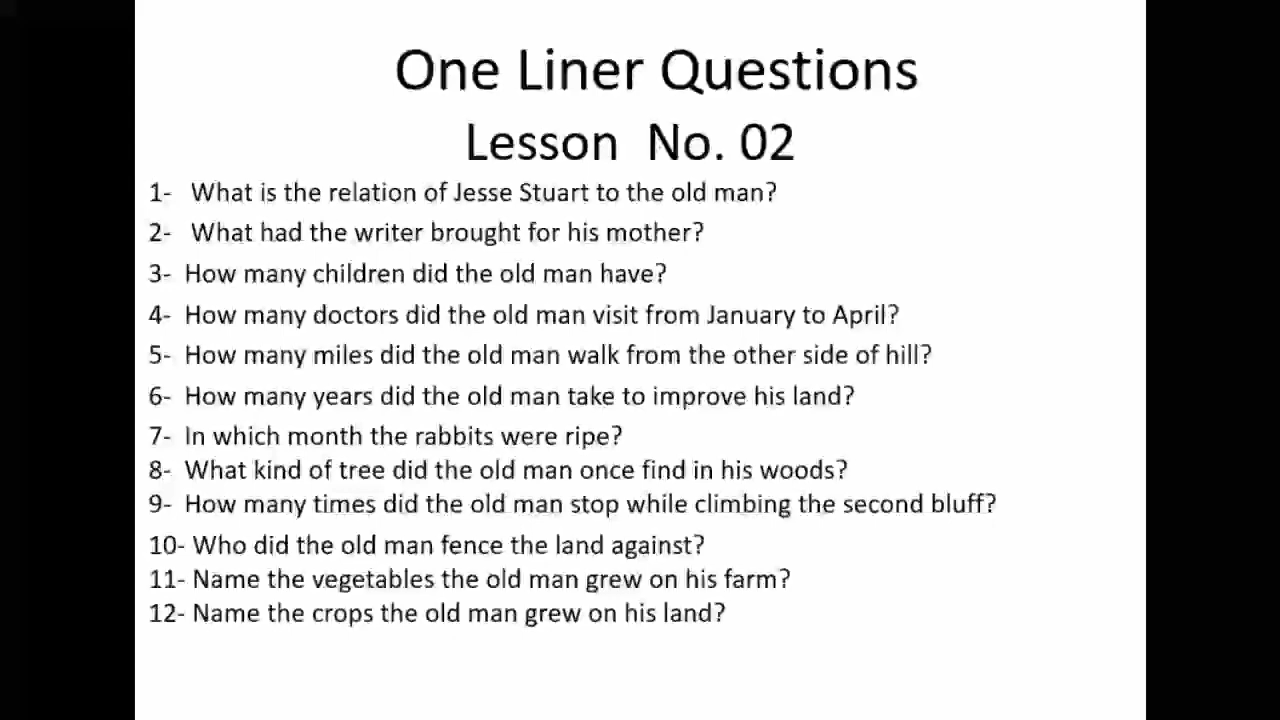 One Liner Questions
Lesson No. 02
1- What is the relation of Jesse Stuart to the old man?
2- What had the writer brought for his mother?
3- How many children did the old man have?
4- How many doctors did the old man visit from January to April?
5- How many miles did the old man walk from the other side of hill?
6- How many years did the old man take to improve his land?
7- In which month the rabbits were ripe?
8- What kind of tree did the old man once find in his woods?
9- How many times did the old man stop while climbing the second bluff?
10- Who did the old man fence the land against?
11- Name the vegetables the old man grew on his farm?
12- Name the crops the old man grew on his land?